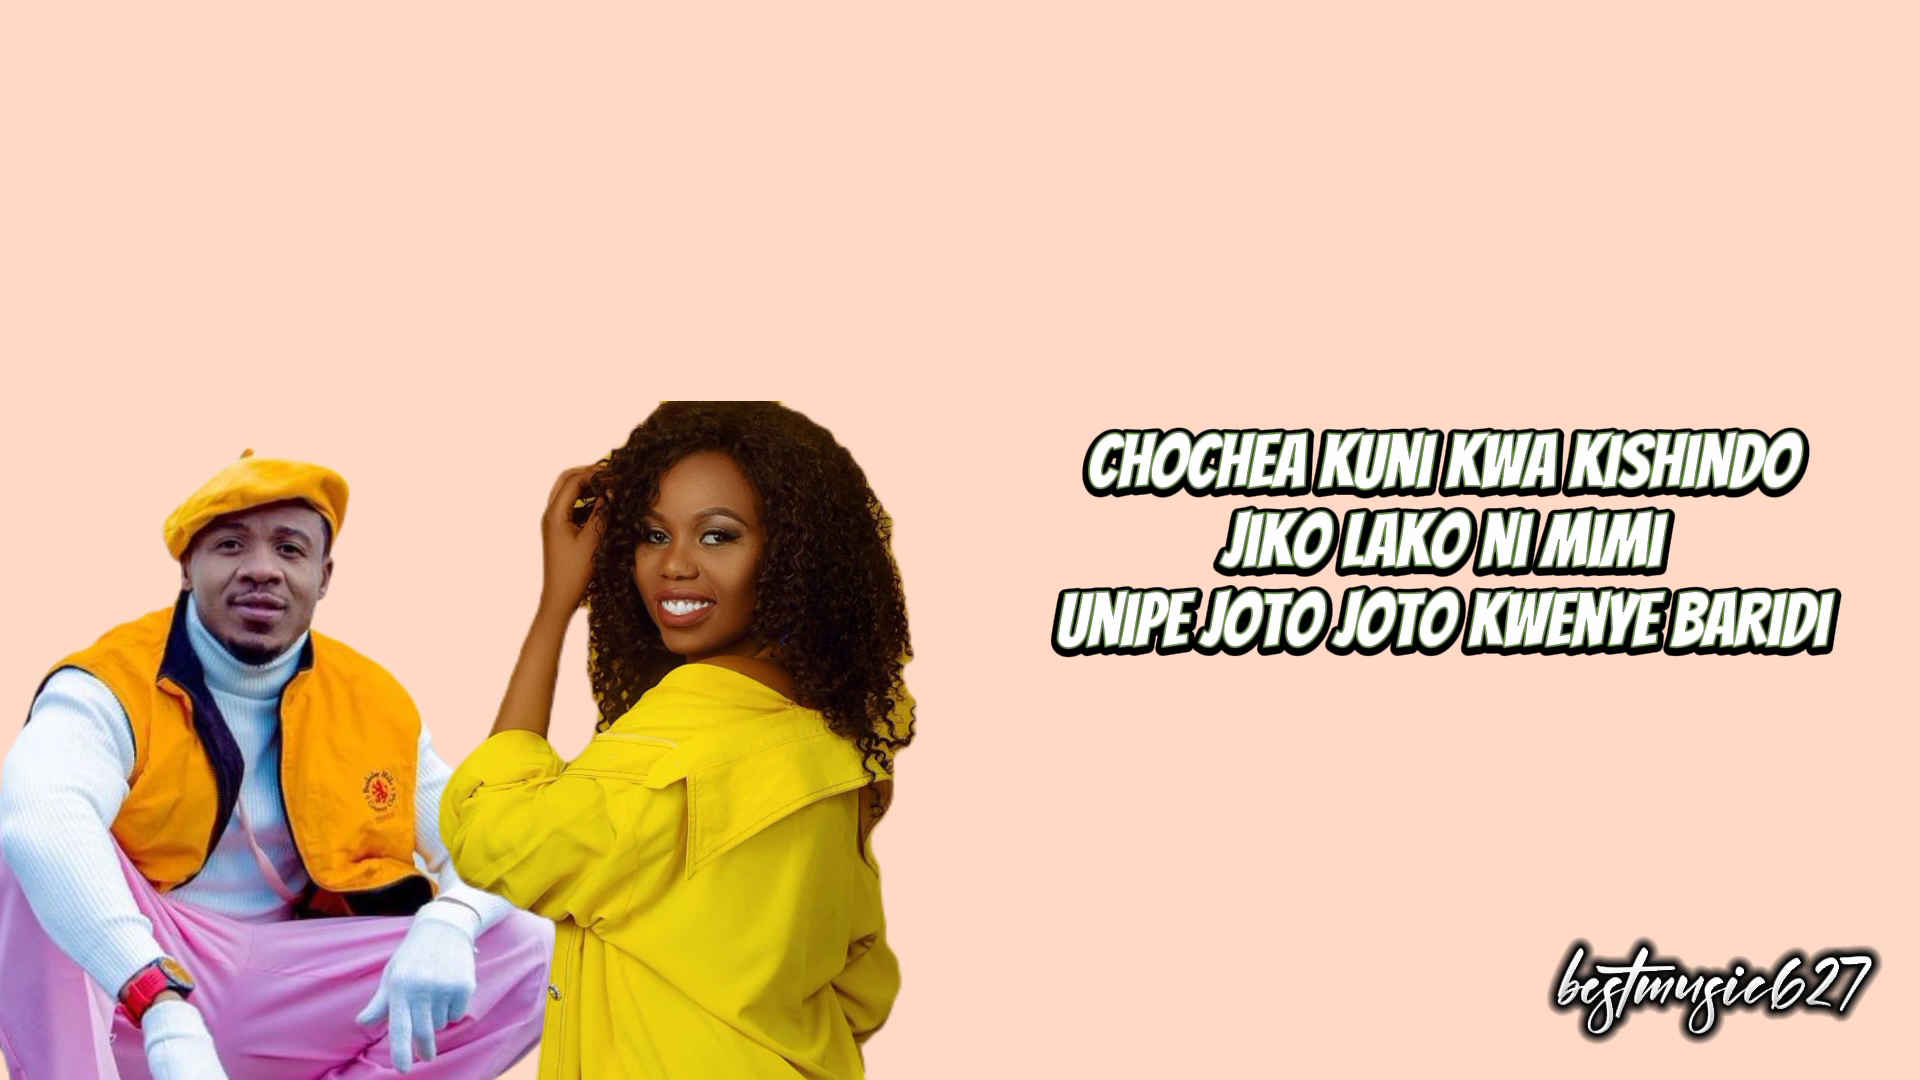 CHOCHEA KUNI KWA KISHINDO
JIKO LAKO NI MIMI
UNIPE JOTO JOTO KWENYE BARIDI
bestmusic627